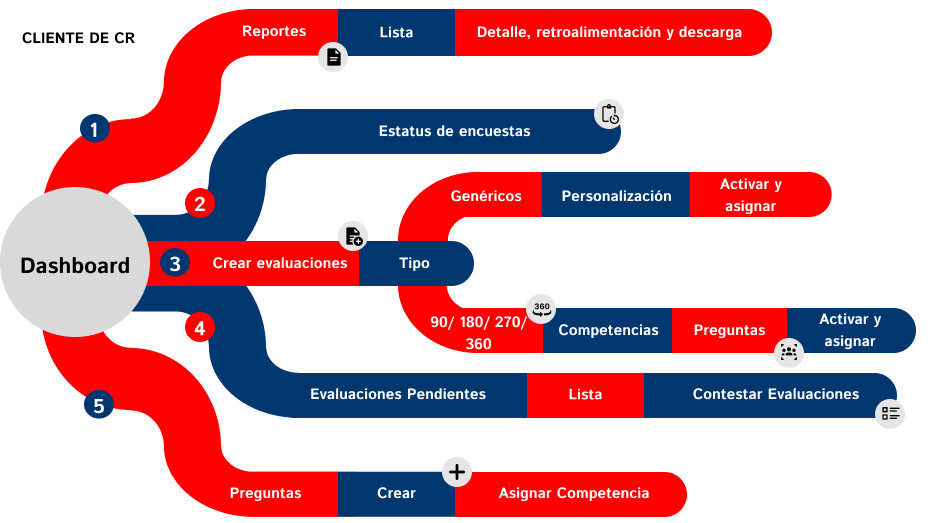 CLIENTE DE CR
1
Reportes
Lista
Detalle, retroalimentación y descarga
2
Estatus de encuestas
Dashboard
3
Crear evaluaciones
Tipo
Genéricos
Personalización
Activar y
asignar
90/ 180/ 270/
360
360
Competencias
Preguntas
Activar y
asignar
4
Evaluaciones Pendientes
Lista
Contestar Evaluaciones
5
Preguntas
Crear
Asignar Competencia